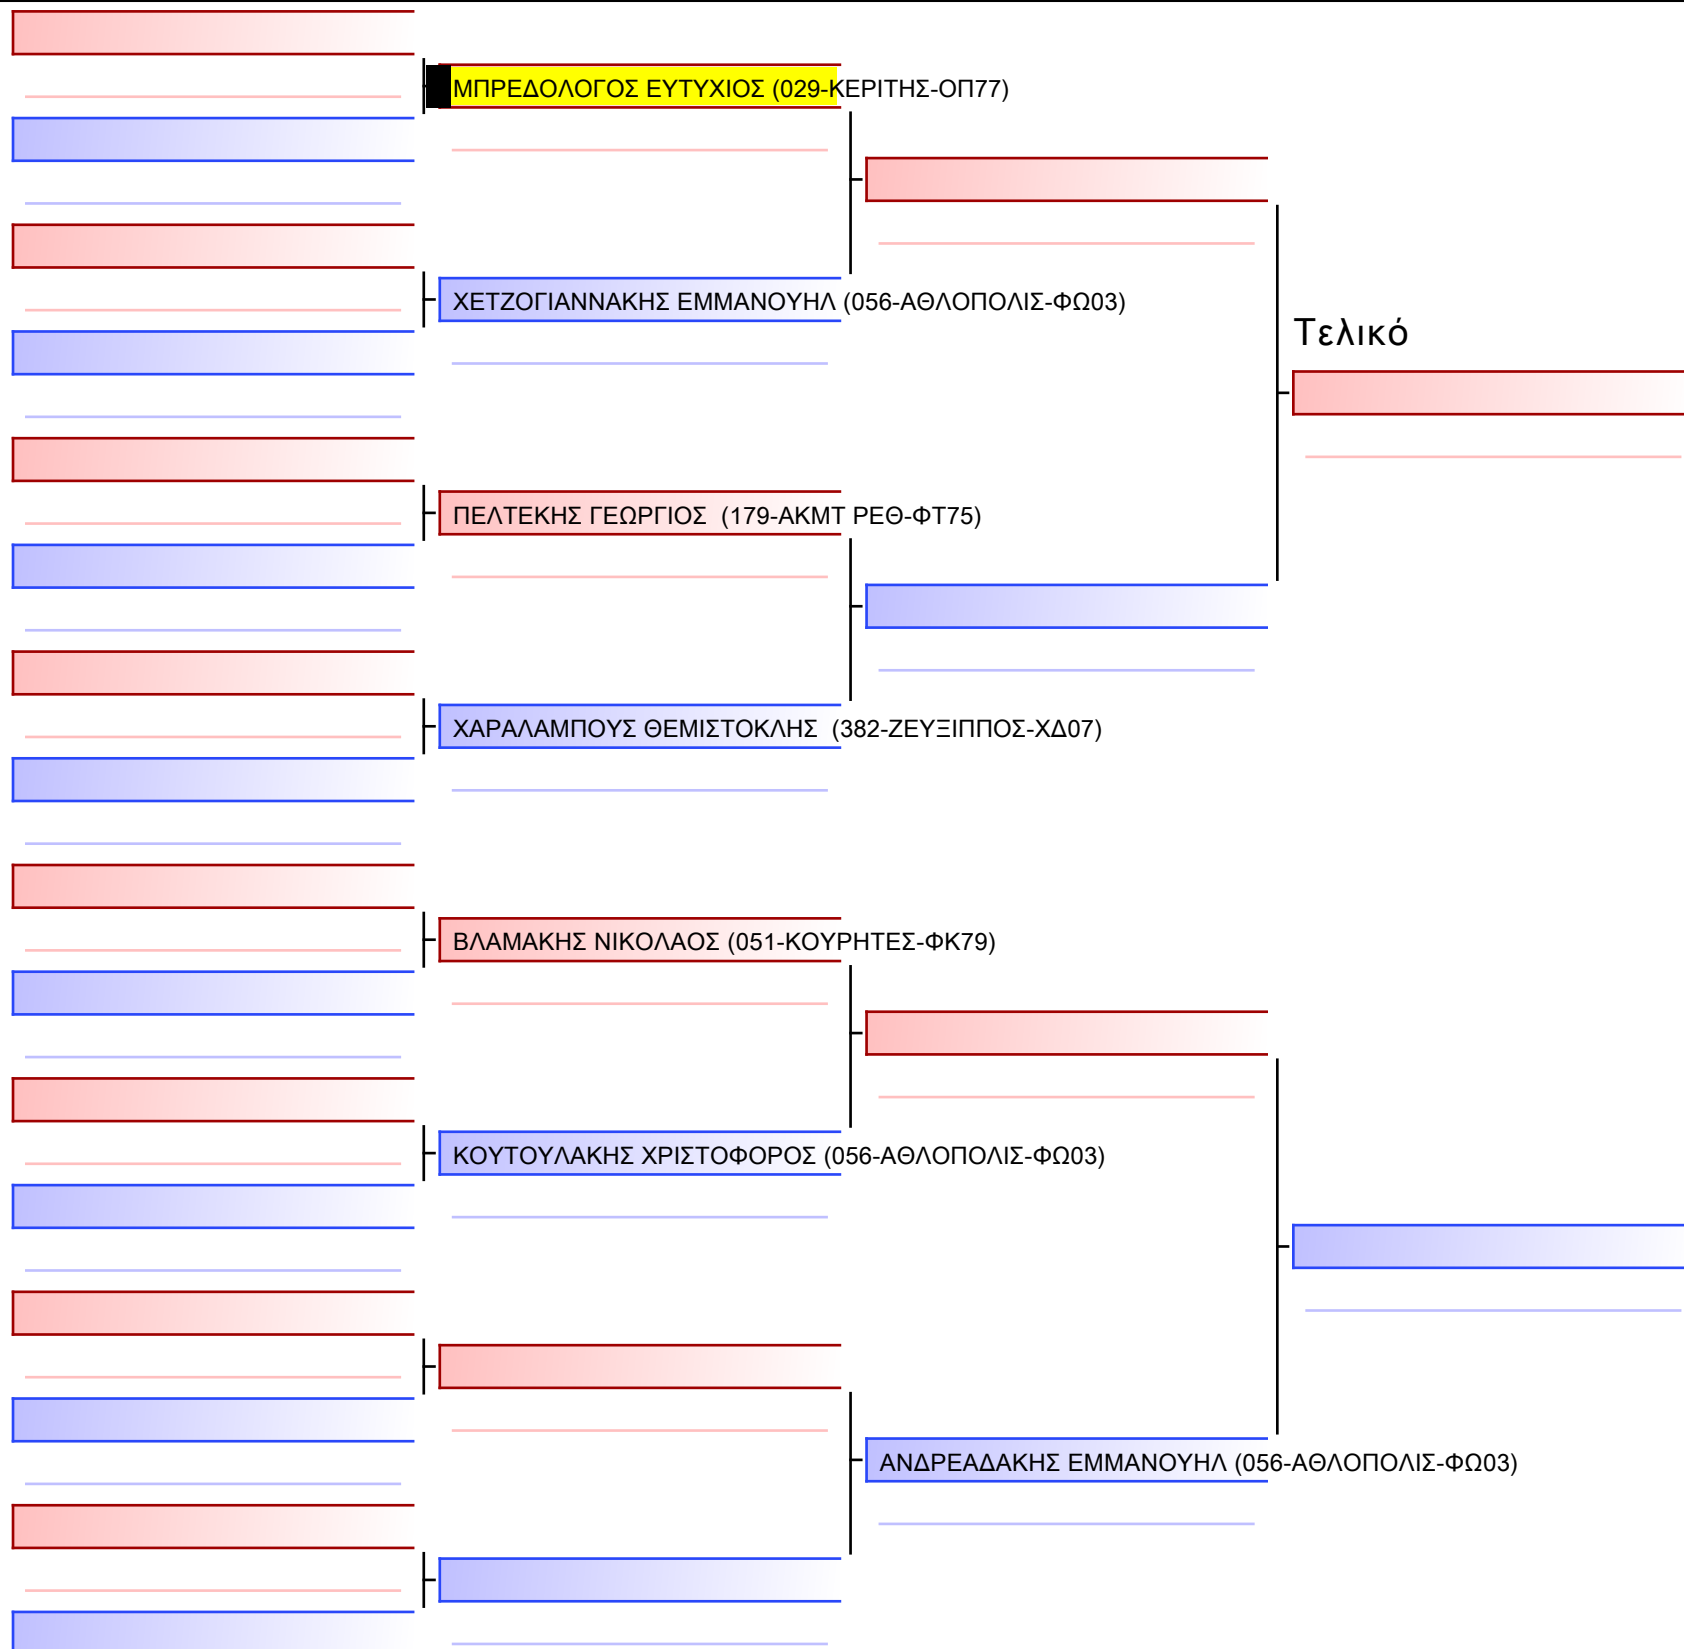 ΜΠΡΕΔΟΛΟΓΟΣ ΕΥΤΥΧΙΟΣ (029-ΚΕΡΙΤΗΣ-ΟΠ77)
ΧΕΤΖΟΓΙΑΝΝΑΚΗΣ ΕΜΜΑΝΟΥΗΛ (056-ΑΘΛΟΠΟΛΙΣ-ΦΩ03)
Τελικό
ΠΕΛΤΕΚΗΣ ΓΕΩΡΓΙΟΣ (179-ΑΚΜΤ ΡΕΘ-ΦΤ75)
ΧΑΡΑΛΑΜΠΟΥΣ ΘΕΜΙΣΤΟΚΛΗΣ (382-ΖΕΥΞΙΠΠΟΣ-ΧΔ07)
ΒΛΑΜΑΚΗΣ ΝΙΚΟΛΑΟΣ (051-ΚΟΥΡΗΤΕΣ-ΦΚ79)
ΚΟΥΤΟΥΛΑΚΗΣ ΧΡΙΣΤΟΦΟΡΟΣ (056-ΑΘΛΟΠΟΛΙΣ-ΦΩ03)
ΑΝΔΡΕΑΔΑΚΗΣ ΕΜΜΑΝΟΥΗΛ (056-ΑΘΛΟΠΟΛΙΣ-ΦΩ03)